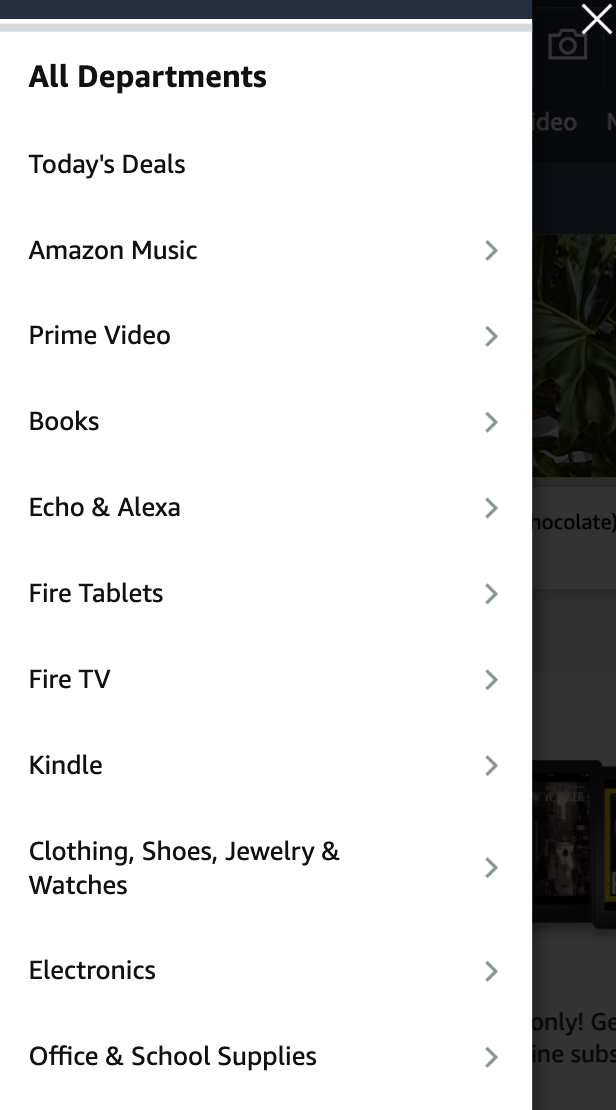 All Departments
Today's Deals
Amazon Music
Prime Video
Books
Echo & Alexa
Fire Tablets
Fire TV
Kindle
Clothing, Shoes, Jewelry &
Watches
Electronics
Office & School Supplies
ideo
hocolate)
only! Ge
ine subs